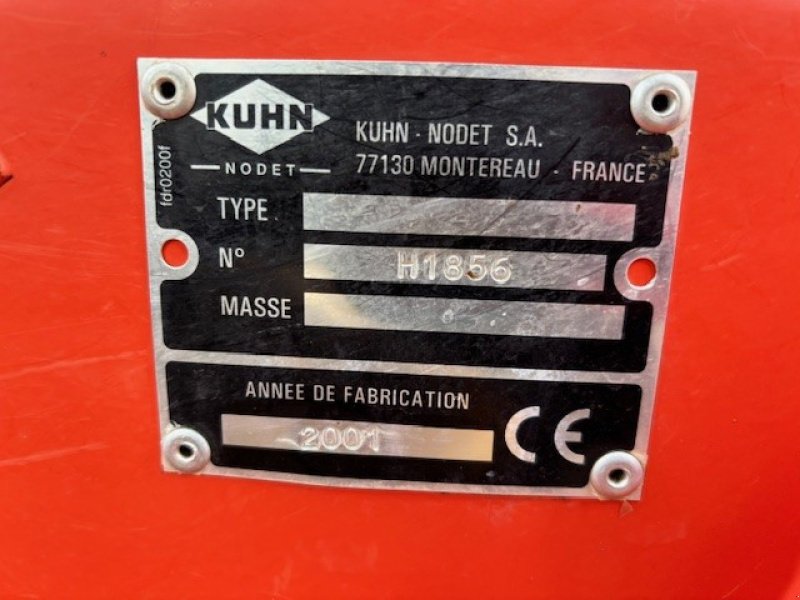 KUHN
NODET
KUHN - NODET S.A.
77130 MONTEREAU - FRANCE
fdr0200f
TYPE
N° H1856
MASSE
ANNEE DE FABRICATION
2001 CE